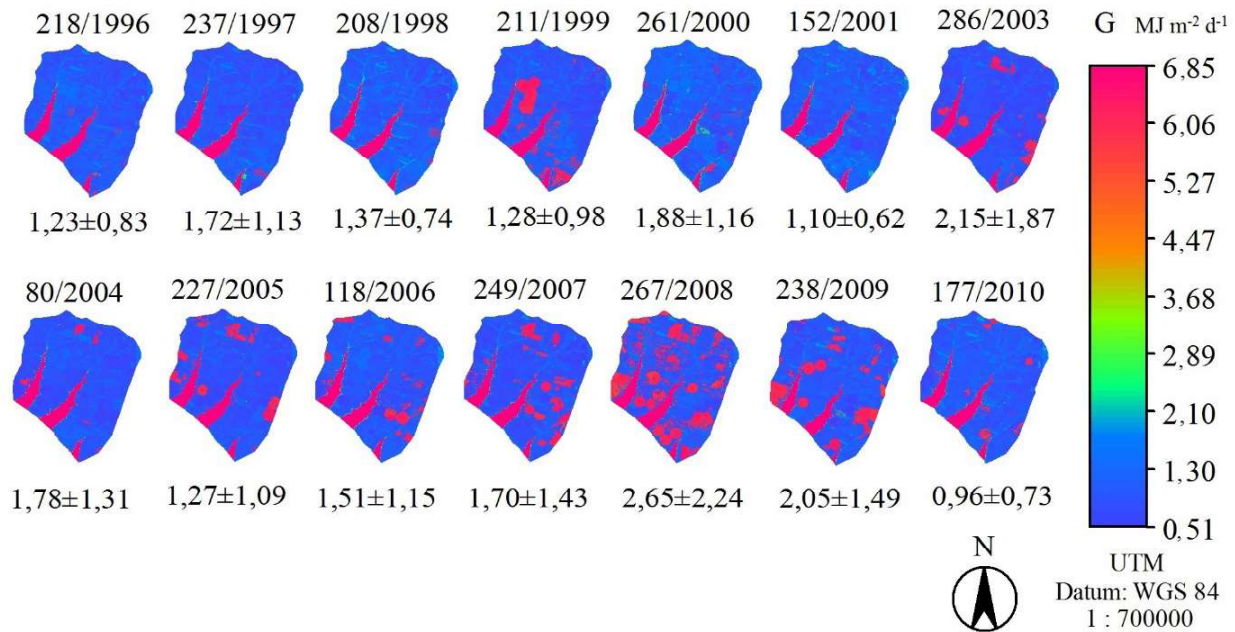 218/1996 237/1997 208/1998 211/1999 261/2000 152/2001 286/2003
G MJ m⁻² d⁻¹
1,23±0,83 1,72±1,13 1,37±0,74 1,28±0,98 1,88±1,16 1,10±0,62 2,15±1,87
80/2004 227/2005 118/2006 249/2007 267/2008 238/2009 177/2010
1,78±1,31 1,27±1,09 1,51±1,15 1,70±1,43 2,65±2,24 2,05±1,49 0,96±0,73
6,85
6,06
5,27
4,47
3,68
2,89
2,10
1,30
0,51
N
UTM
Datum: WGS 84
1 : 700000